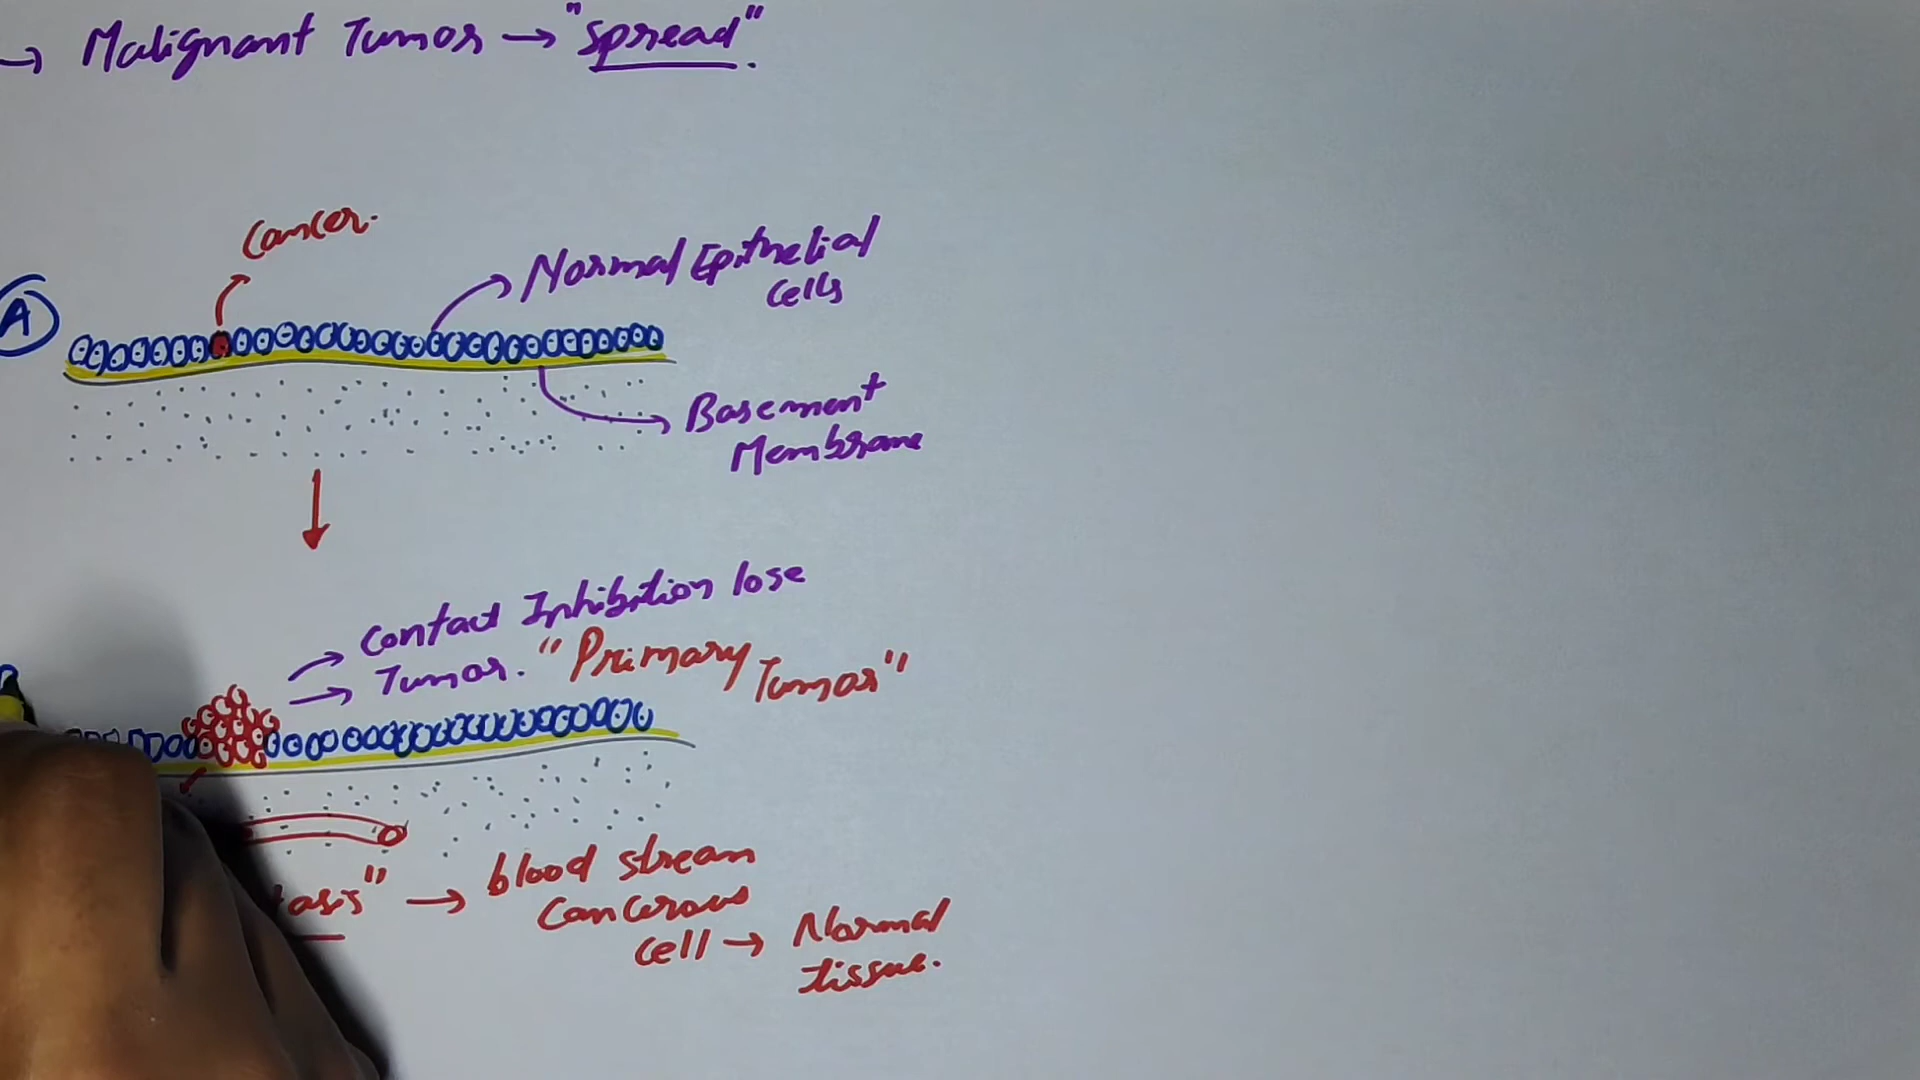 → Malignant Tumor → "Spread".
Cancer.
Normal Epithelial
cells
A
Basement
Membrane
Contact Inhibition lose
Tumor. "Primary Tumor"
blood stream
asis" → Cancerous
cell → Normal
tissue.